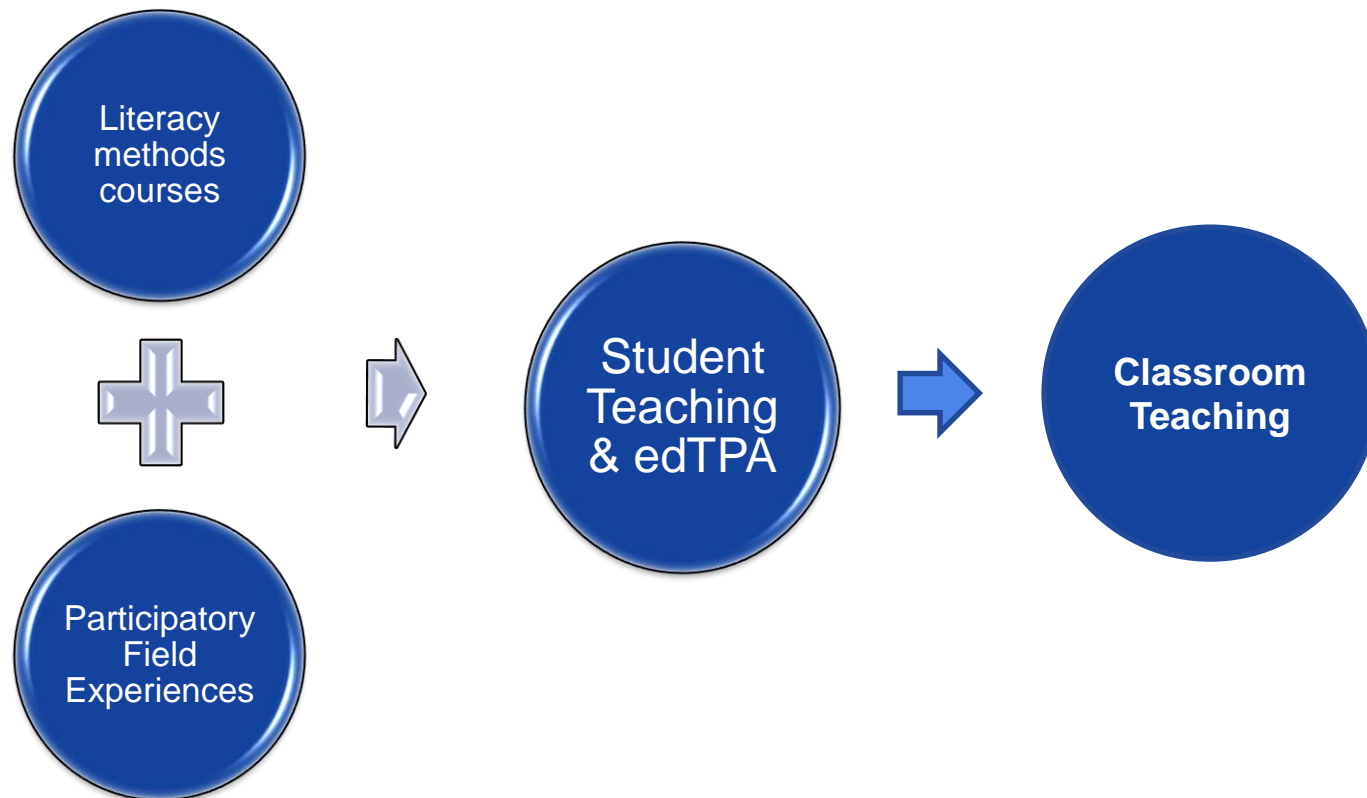 Literacy
methods
courses
Participatory
Field
Experiences
Student
Teaching
& edTPA
Classroom
Teaching